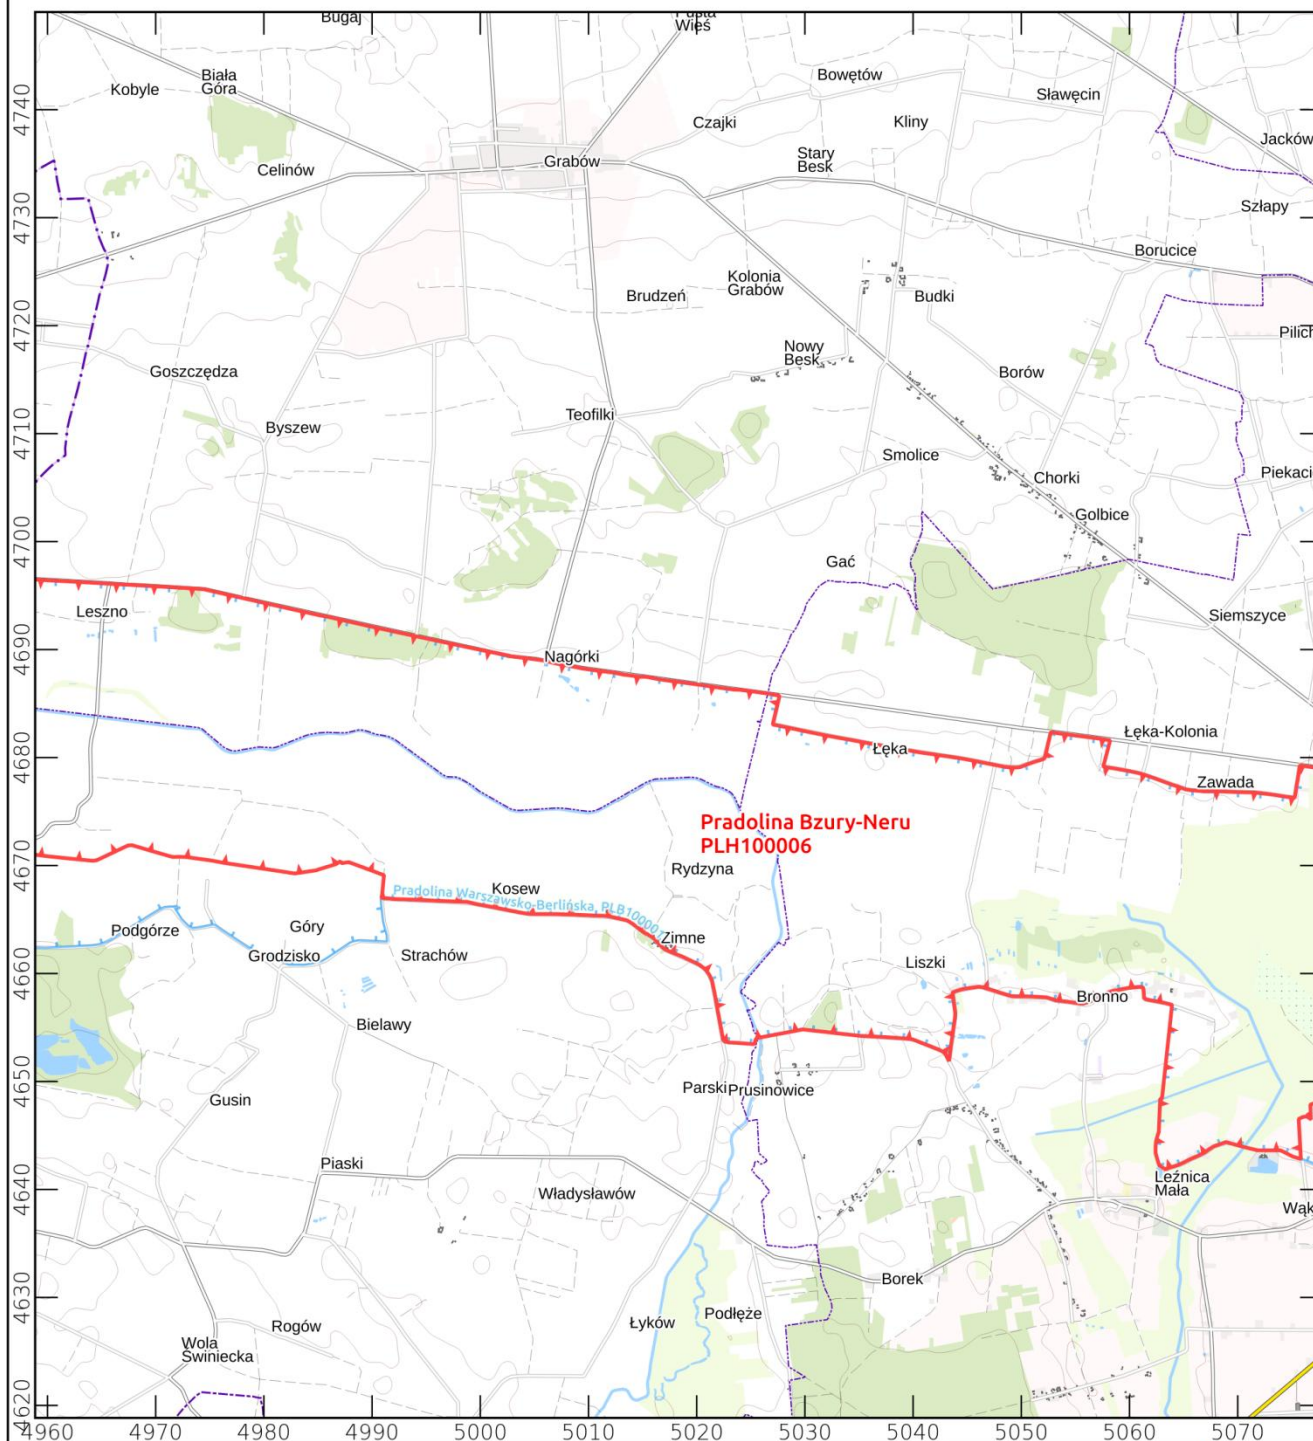 Bugaj
Pusta
Wieś
Biała
Góra
Kobyle
Bowętów
Sławęcin
Czajki
Kliny
Jacków
Grabów
Stary
Besk
Celinów
Szłapy
Borucice
Kolonia
Grabów
Brudzeń
Budki
Pilich
Nowy
Besk
Goszczędza
Borów
Teofilki
Byszew
Smolice
Chorki
Piekaci
Golbice
Gać
Leszno
Siemszyce
Nagórki
Łęka
Łęka-Kolonia
Zawada
Pradolina Bzury-Neru
PLH100006
Rydzyna
Kosew
Pradolina Warszawsko-Berlińska, PLB100001
Podgórze
Góry
Zimne
Grodzisko
Strachów
Liszki
Bronno
Bielawy
Gusin
Parski
Prusinowice
Piaski
Władysławów
Leźnica
Mała
Wąk
Borek
Rogów
Łyków
Podłęże
Wola
Świniecka
4740
4730
4720
4710
4700
4690
4680
4670
4660
4650
4640
4630
4620
4960 4970 4980 4990 5000 5010 5020 5030 5040 5050 5060 5070